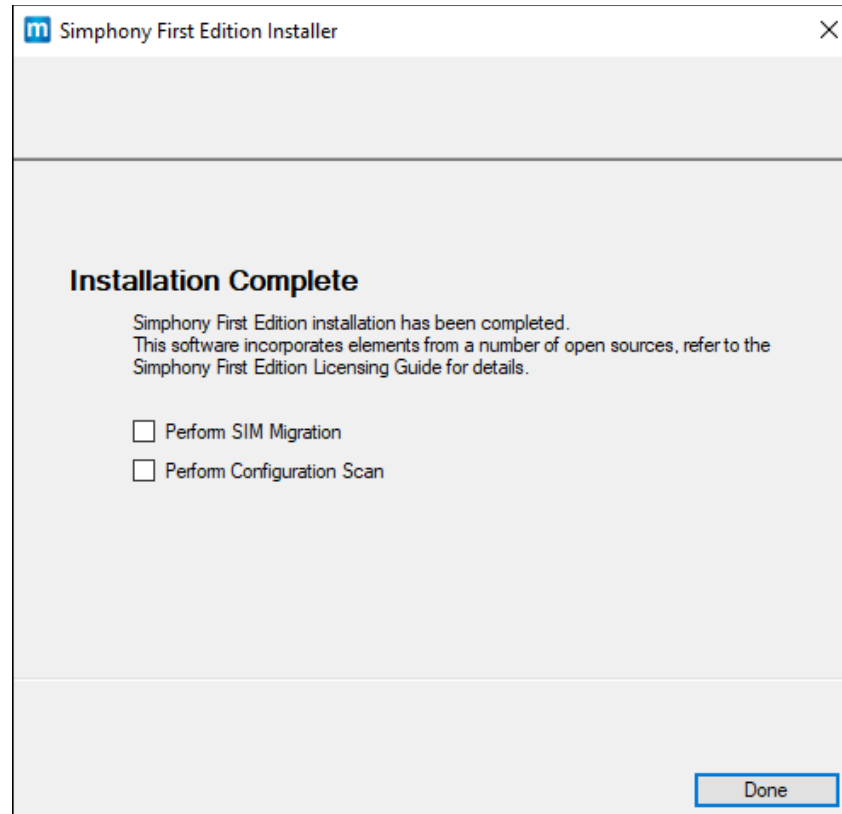 Simphony First Edition Installer
Installation Complete
Simphony First Edition installation has been completed.
This software incorporates elements from a number of open sources, refer to the
Simphony First Edition Licensing Guide for details.
Perform SIM Migration
Perform Configuration Scan
Done